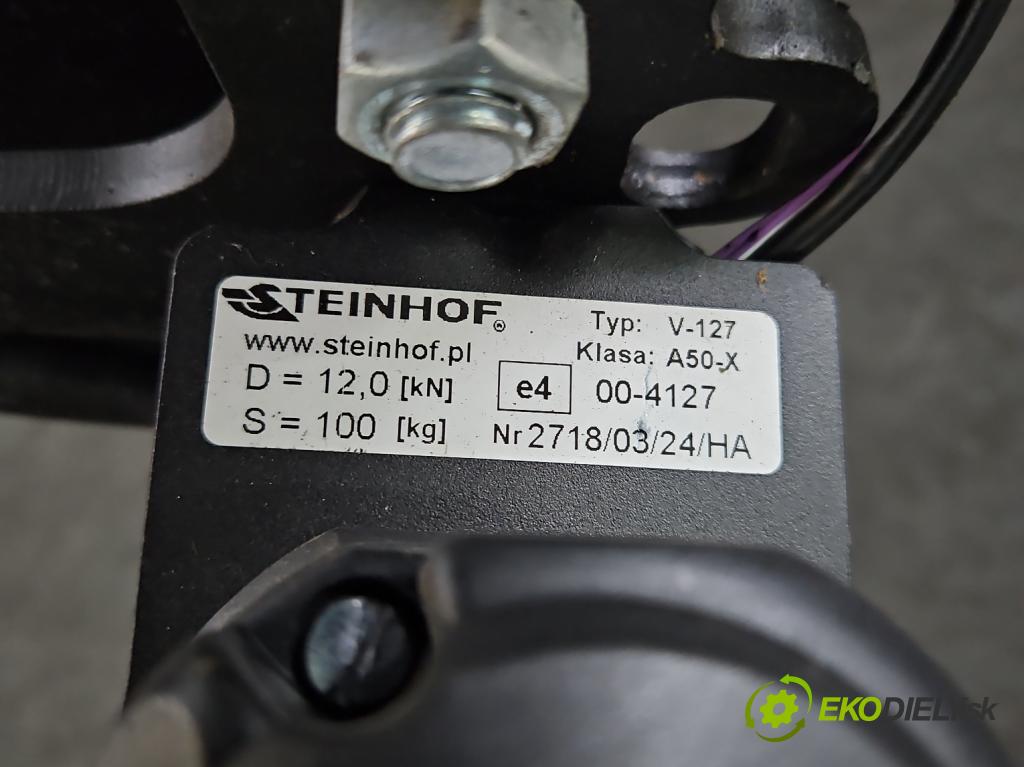 STEINHOF®
Typ: V-127
www.steinhof.pl
Klasa: A50-X
D = 12,0 [kN]
e4
00-4127
S = 100 [kg]
Nr 2718/03/24/HA
EKODIELY.sk